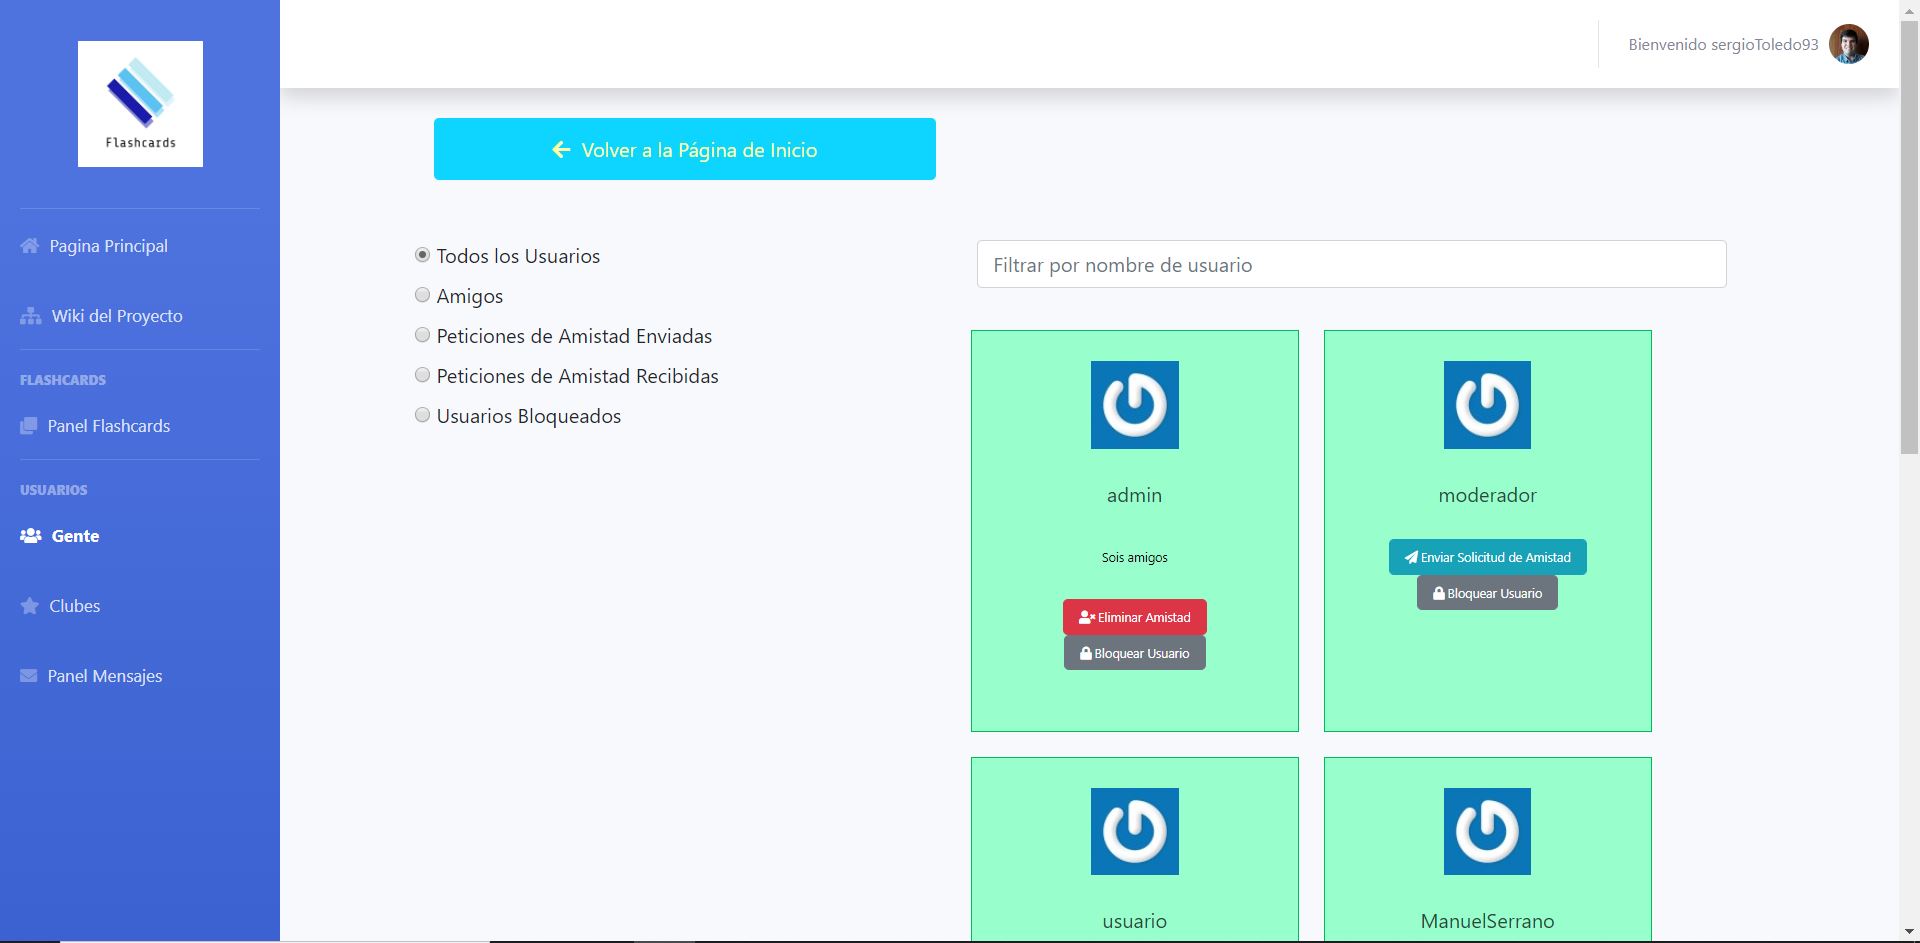 Flashcards
Pagina Principal
Wiki del Proyecto
FLASHCARDS
Panel Flashcards
USUARIOS
Gente
Clubes
Panel Mensajes
Bienvenido sergioToledo93
Volver a la Página de Inicio
Todos los Usuarios
Amigos
Peticiones de Amistad Enviadas
Peticiones de Amistad Recibidas
Usuarios Bloqueados
Filtrar por nombre de usuario
admin
Sois amigos
Eliminar Amistad
Bloquear Usuario
moderador
Enviar Solicitud de Amistad
Bloquear Usuario
usuario
ManuelSerrano